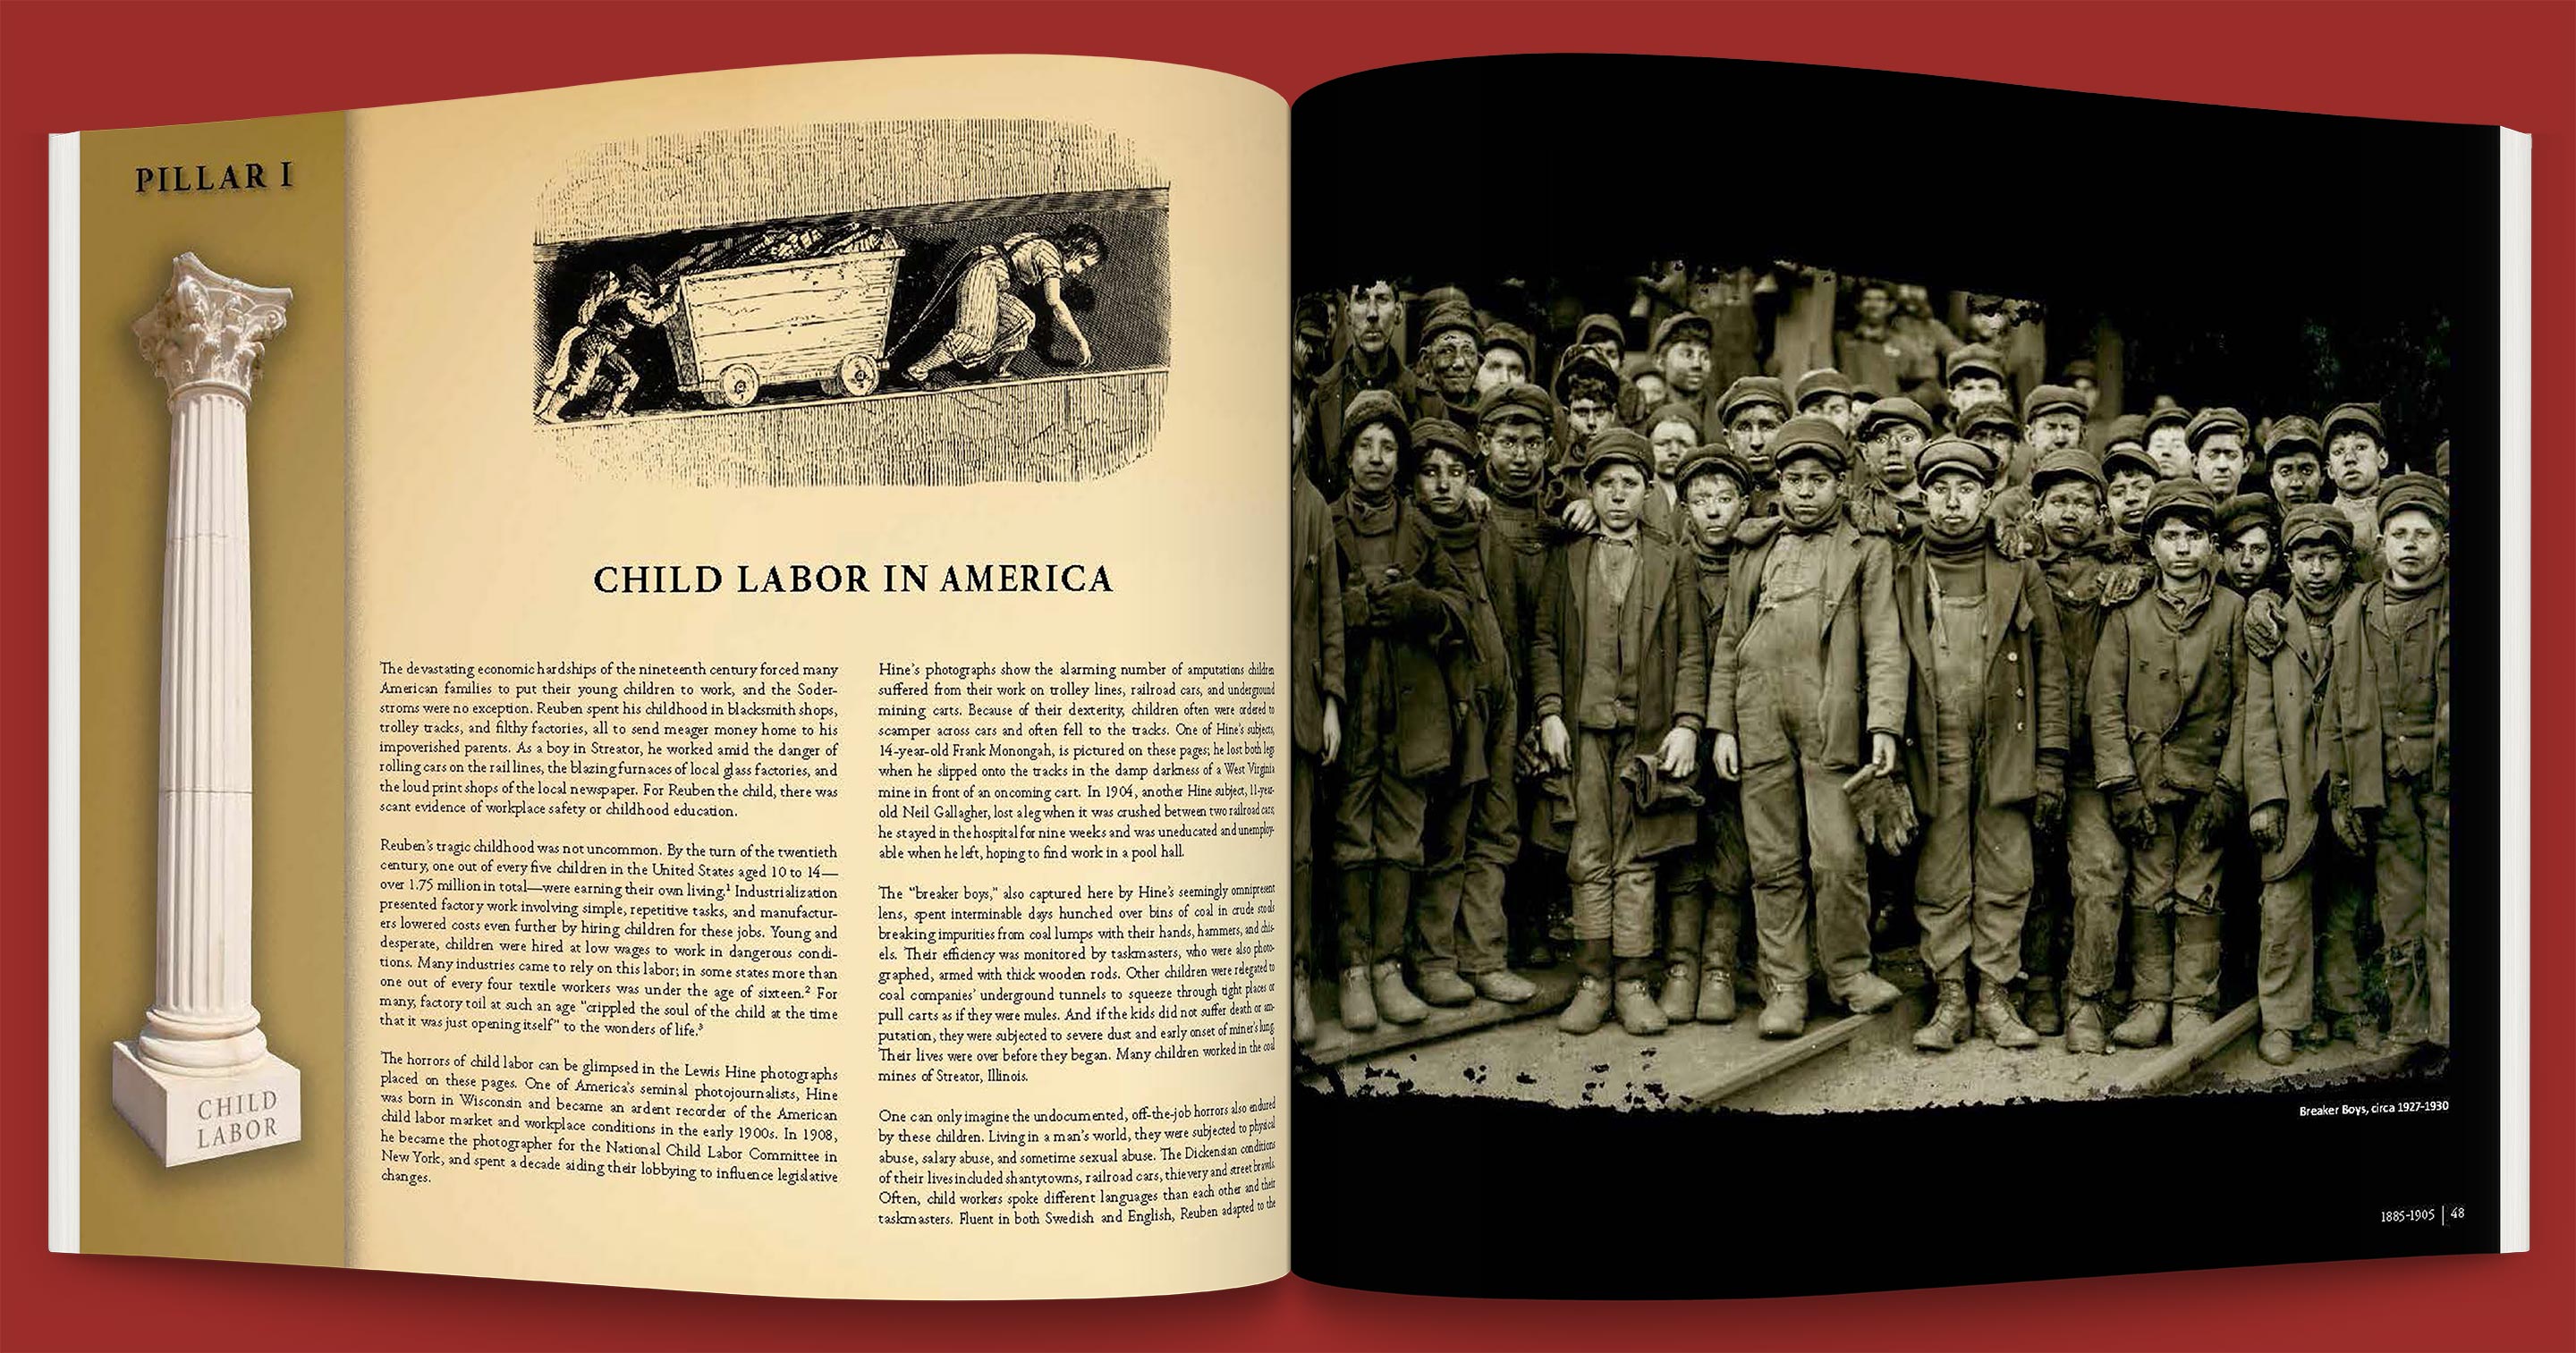 PILLAR I
CHILD
LABOR
CHILD LABOR IN AMERICA
The devastating economic hardships of the nineteenth century forced many
American families to put their young children to work, and the Soder-
stroms were no exception. Reuben spent his childhood in blacksmith shops,
trolley tracks, and filthy factories, all to send meager money home to his
impoverished parents. As a boy in Streator, he worked amid the danger of
rolling cars on the rail lines, the blazing furnaces of local glass factories, and
the loud print shops of the local newspaper. For Reuben the child, there was
scant evidence of workplace safety or childhood education.
Reuben's tragic childhood was not uncommon. By the turn of the twentieth
century, one out of every five children in the United States aged 10 to 14—
over 1.75 million in total—were earning their own living.¹ Industrialization
presented factory work involving simple, repetitive tasks, and manufactur-
ers lowered costs even further by hiring children for these jobs. Young and
desperate, children were hired at low wages to work in dangerous condi-
tions. Many industries came to rely on this labor; in some states more than
one out of every four textile workers was under the age of sixteen.² For
many, factory toil at such an age "crippled the soul of the child at the time
that it was just opening itself" to the wonders of life.³
The horrors of child labor can be glimpsed in the Lewis Hine photographs
placed on these pages. One of America's seminal photojournalists, Hine
was born in Wisconsin and became an ardent recorder of the American
child labor market and workplace conditions in the early 1900s. In 1908,
he became the photographer for the National Child Labor Committee in
New York, and spent a decade aiding their lobbying to influence legislative
changes.
Hine's photographs show the alarming number of amputations children
suffered from their work on trolley lines, railroad cars, and underground
mining carts. Because of their dexterity, children often were ordered to
scamper across cars and often fell to the tracks. One of Hine's subjects,
14-year-old Frank Monongah, is pictured on these pages; he lost both legs
when he slipped onto the tracks in the damp darkness of a West Virginia
mine in front of an oncoming cart. In 1904, another Hine subject, 11-year-
old Neil Gallagher, lost a leg when it was crushed between two railroad cars;
he stayed in the hospital for nine weeks and was uneducated and unemploy-
able when he left, hoping to find work in a pool hall.
The "breaker boys," also captured here by Hine's seemingly omnipresent
lens, spent interminable days hunched over bins of coal in crude stools
breaking impurities from coal lumps with their hands, hammers, and chis-
els. Their efficiency was monitored by taskmasters, who were also photo-
graphed, armed with thick wooden rods. Other children were relegated to
coal companies' underground tunnels to squeeze through tight places or
pull carts as if they were mules. And if the kids did not suffer death or am-
putation, they were subjected to severe dust and early onset of miner's lung.
Their lives were over before they began. Many children worked in the coal
mines of Streator, Illinois.
One can only imagine the undocumented, off-the-job horrors also endured
by these children. Living in a man's world, they were subjected to physical
abuse, salary abuse, and sometime sexual abuse. The Dickensian conditions
of their lives included shantytowns, railroad cars, thievery and street brawls.
Often, child workers spoke different languages than each other and their
taskmasters. Fluent in both Swedish and English, Reuben adapted to the
Breaker Boys, circa 1927-1930
1885-1905 | 48